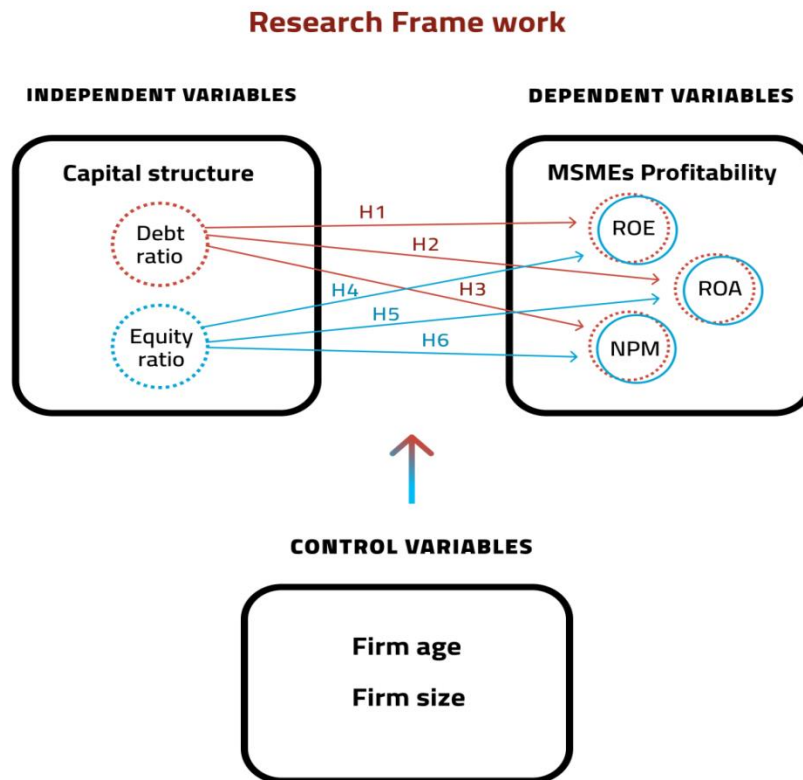 Research Frame work
INDEPENDENT VARIABLES
DEPENDENT VARIABLES
Capital structure
MSMEs Profitability
Debt
ratio
Equity
ratio
H1
H2
H3
H4
H5
H6
ROE
ROA
NPM
CONTROL VARIABLES
Firm age
Firm size